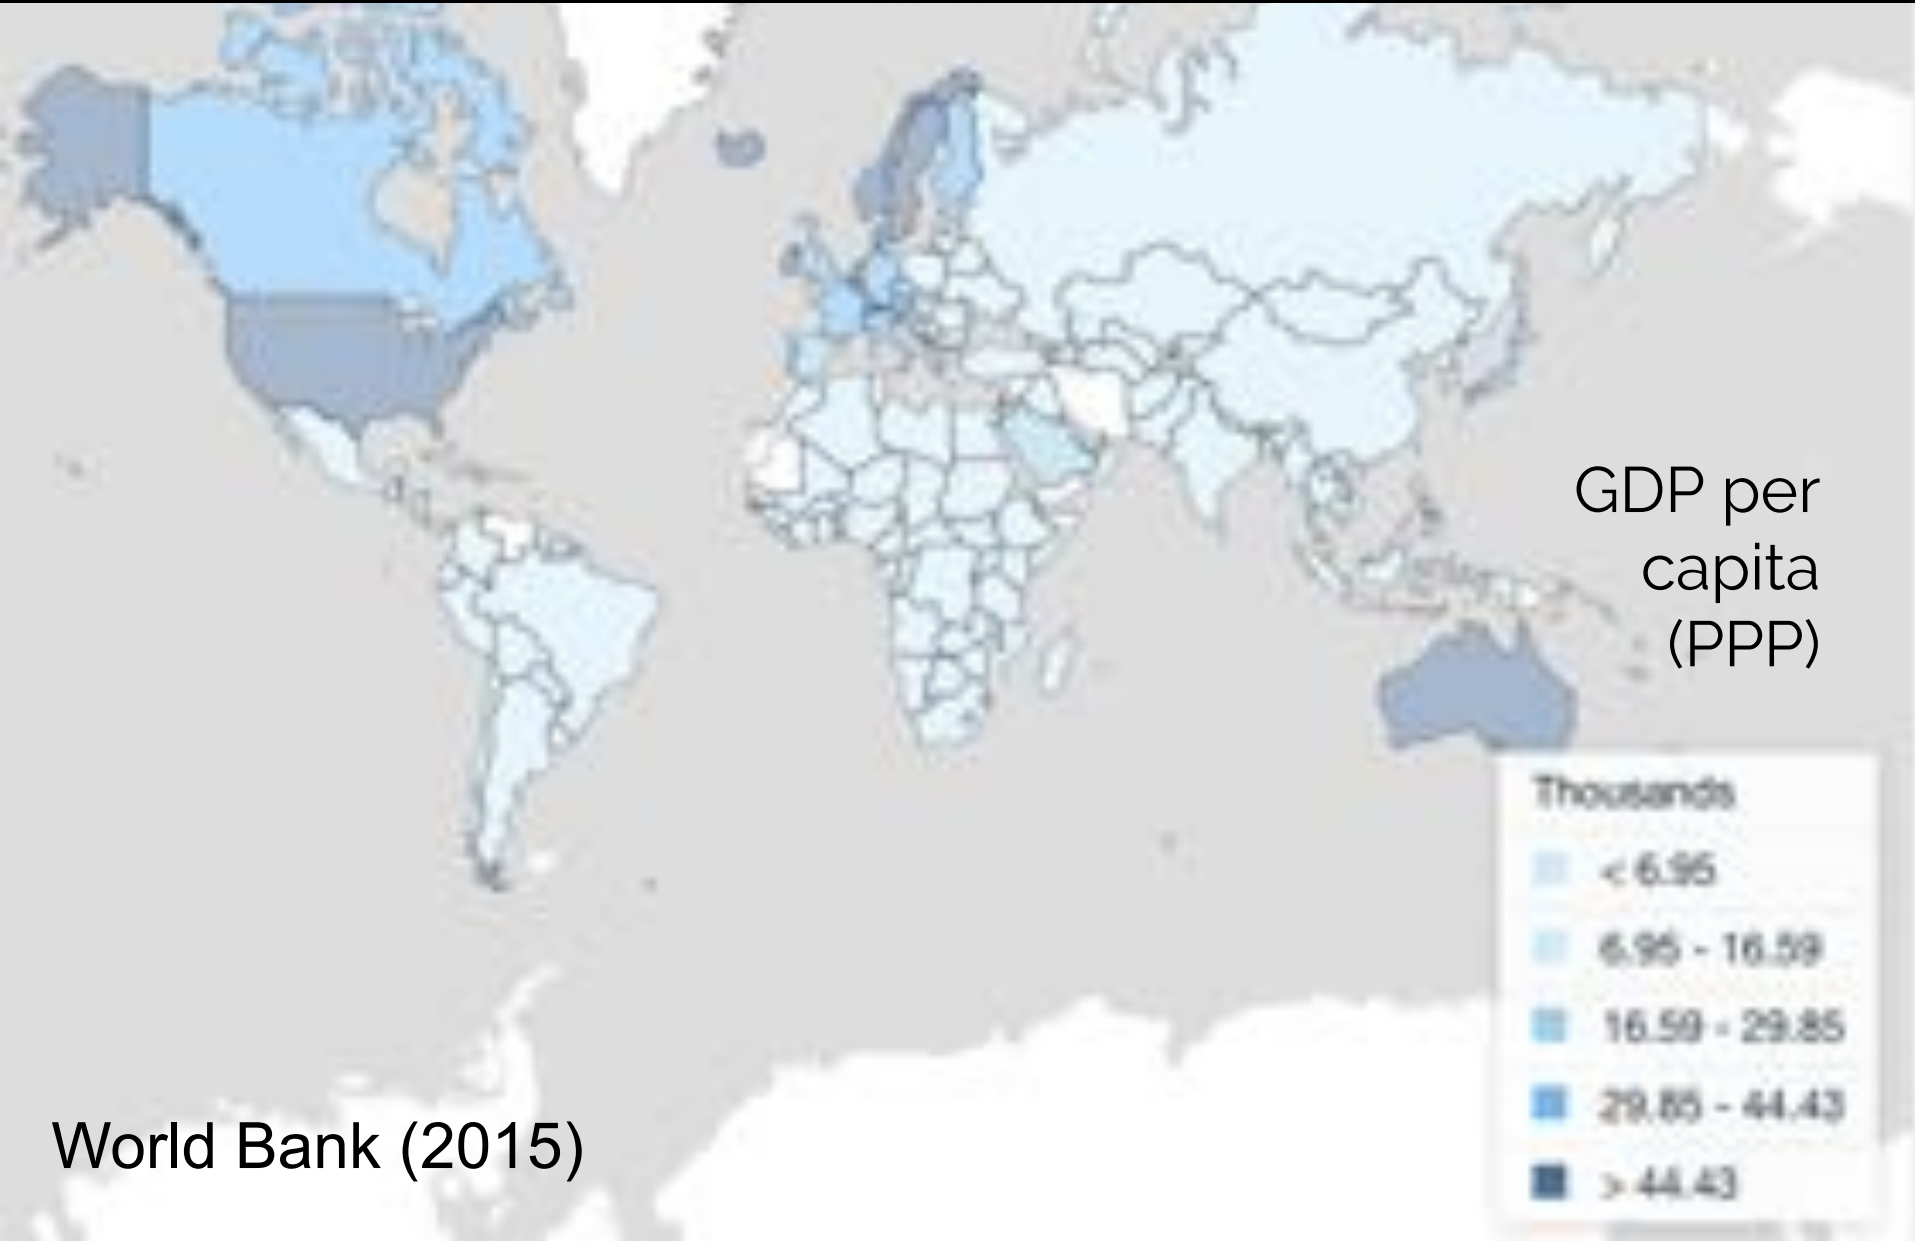 GDP per
capita
(PPP)
Thousands
< 6.95
6.95 - 16.59
16.59 - 29.85
29.85 - 44.43
> 44.43
World Bank (2015)